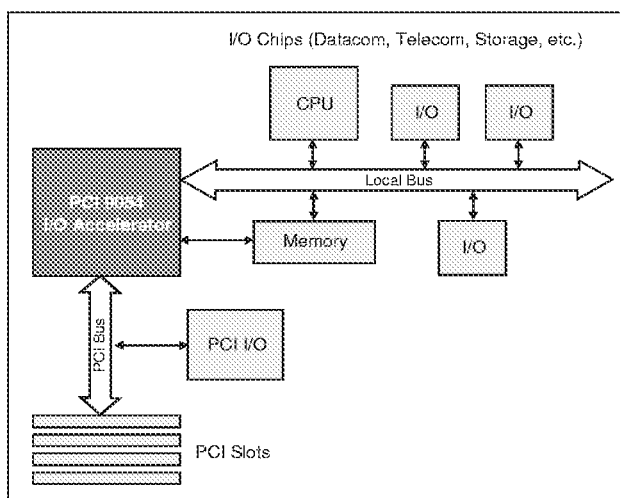 I/O Chips (Datacom, Telecom, Storage, etc.)
CPU
I/O
I/O
Local Bus
PCI 9054
I/O Accelerator
Memory
I/O
PCI Bus
PCI I/O
PCI Slots